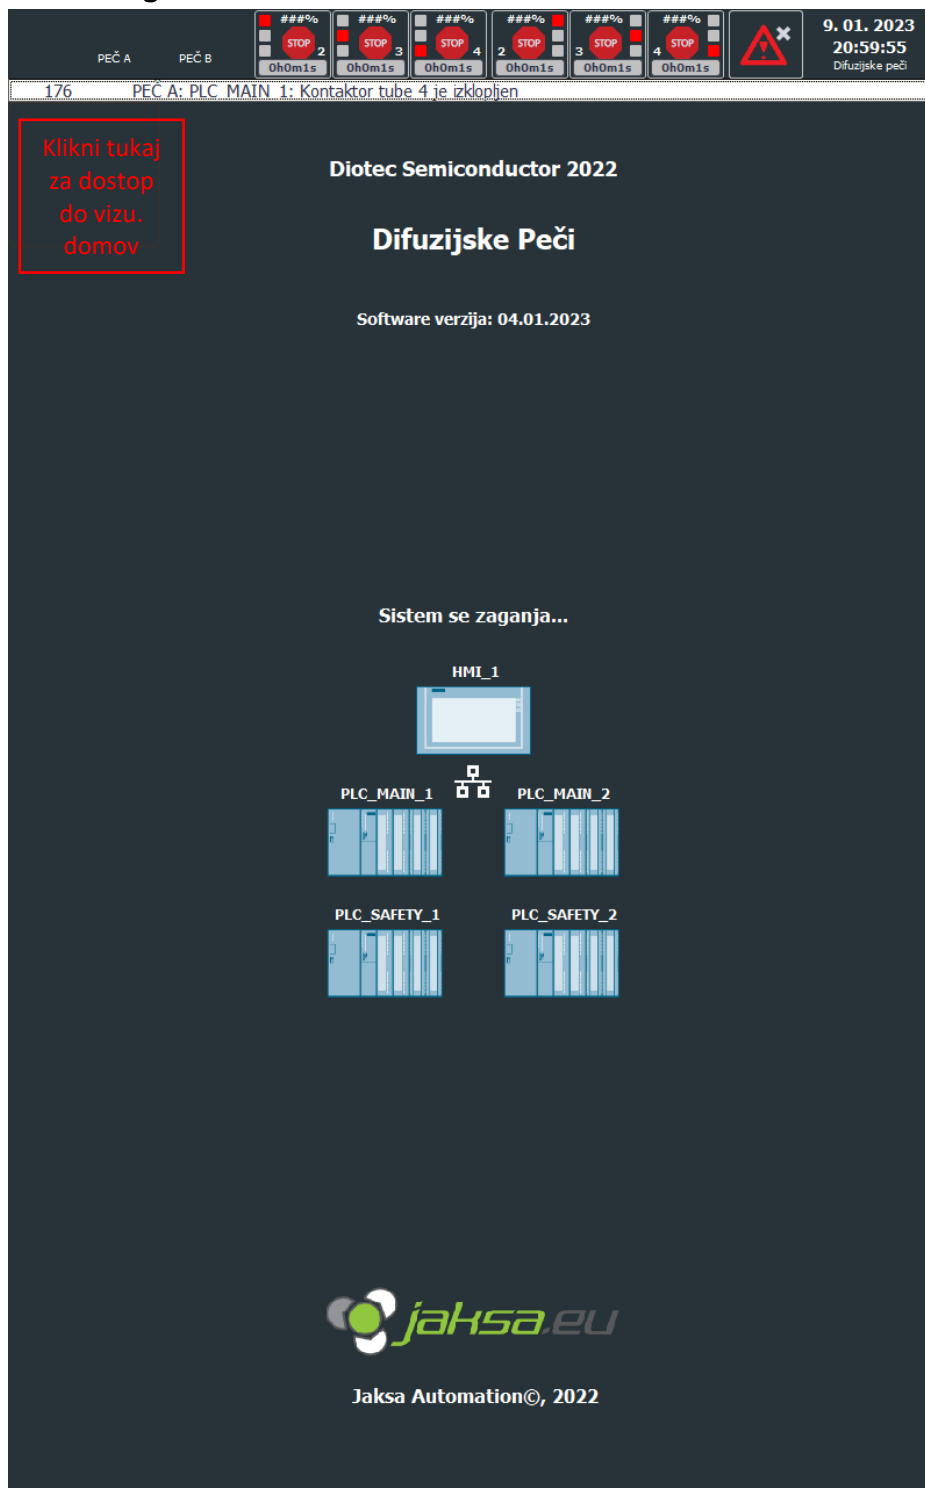 ###% ###% ###% ###% ###% ###%
STOP STOP STOP STOP STOP STOP
2 3 4 2 3 4
0h0m1s 0h0m1s 0h0m1s 0h0m1s 0h0m1s 0h0m1s
PEČ A PEČ B
9. 01. 2023
20:59:55
Difuzijske peči
176 PEČ A: PLC_MAIN_1: Kontaktor tube 4 je izklopljen
Klikni tukaj
za dostop
do vizu.
domov
Diotec Semiconductor 2022
Difuzijske Peči
Software verzija: 04.01.2023
Sistem se zaganja...
HMI_1
PLC_MAIN_1 PLC_MAIN_2
PLC_SAFETY_1 PLC_SAFETY_2
jaksa.eu
Jaksa Automation©, 2022